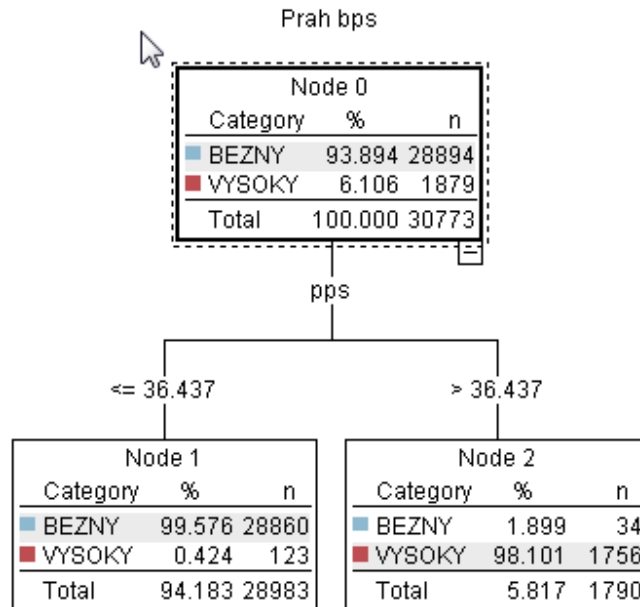 Prah bps
Node 0
Category % n
BEZNY 93.894 28894
VYSOKY 6.106 1879
Total 100.000 30773
pps
<= 36.437
> 36.437
Node 1
Category % n
BEZNY 99.576 28860
VYSOKY 0.424 123
Total 94.183 28983
Node 2
Category % n
BEZNY 1.899 34
VYSOKY 98.101 1756
Total 5.817 1790